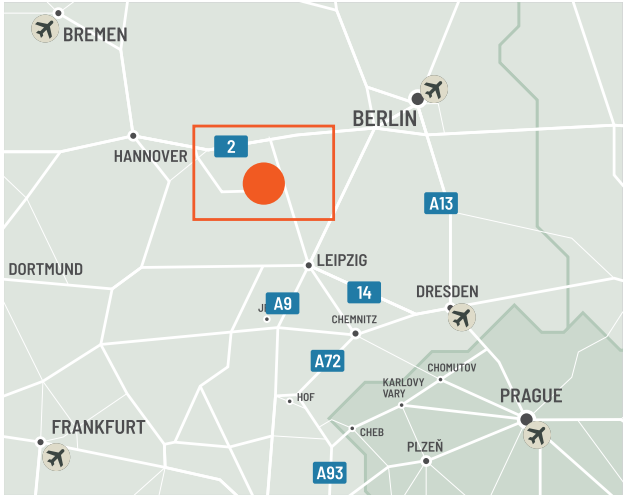 BREMEN
BERLIN
HANNOVER
2
A13
DORTMUND
LEIPZIG
14
DRESDEN
A9
CHEMNITZ
A72
CHOMUTOV
KARLOVY
VARY
HOF
PRAGUE
FRANKFURT
CHEB
PLZEŇ
A93